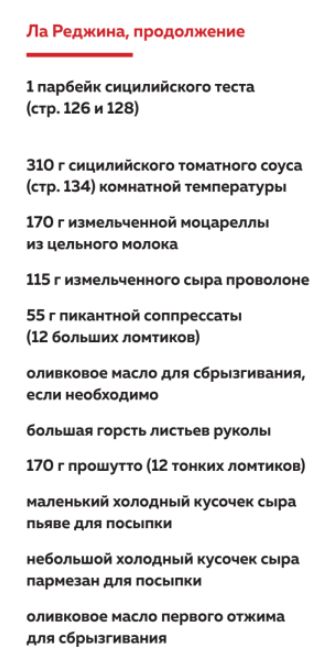 Ла Реджина, продолжение
1 парбейк сицилийского теста
(стр. 126 и 128)
310 г сицилийского томатного соуса
(стр. 134) комнатной температуры
170 г измельченной моцареллы
из цельного молока
115 г измельченного сыра проволоне
55 г пикантной соппрессаты
(12 больших ломтиков)
оливковое масло для сбрызгивания,
если необходимо
большая горсть листьев руколы
170 г прошутто (12 тонких ломтиков)
маленький холодный кусочек сыра
пьяве для посыпки
небольшой холодный кусочек сыра
пармезан для посыпки
оливковое масло первого отжима
для сбрызгивания